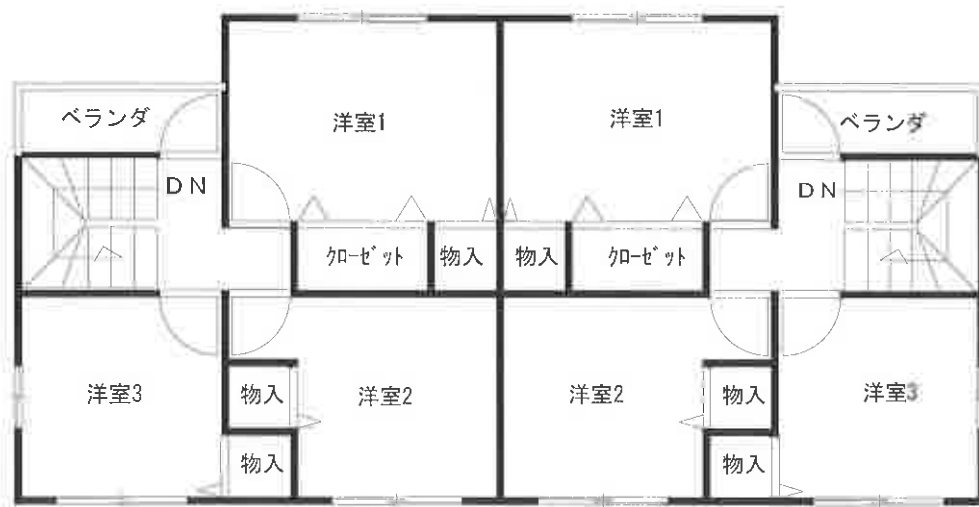 ベランダ
洋室1
洋室1
ベランダ
DN
DN
クローゼット
物入
物入
クローゼット
洋室3
物入
洋室2
洋室2
物入
洋室3
物入
物入